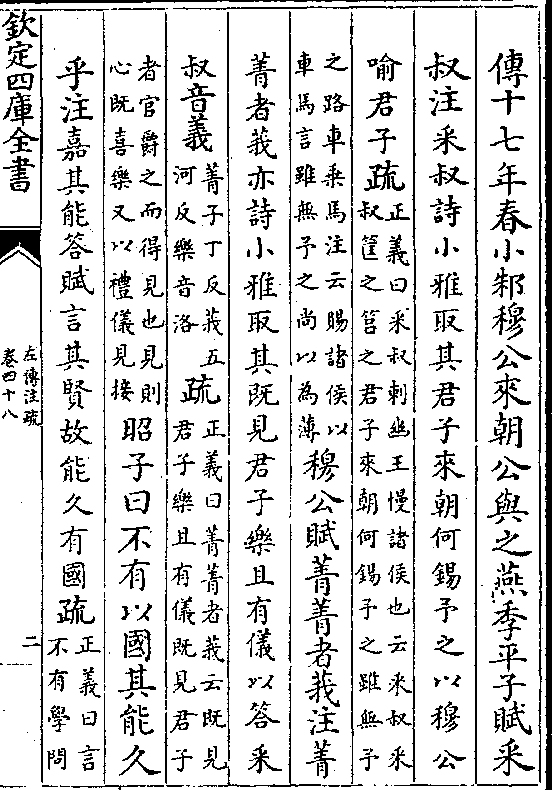 傳十七年春小邾穆公來朝公與之燕季平子賦采
叔注采叔詩小雅取其君子來朝何錫予之以穆公
喻君子疏正義曰采叔刺幽王慢諸侯也云采叔采
叔筐之筥之君子來朝何錫予之雖無予
之路車乘馬注云賜諸侯以
車馬言雖無予之尚以為薄穆公賦菁菁者莪注菁
菁者莪亦詩小雅取其既見君子樂且有儀以答采
叔音義菁子丁反莪五
河反樂音洛疏正義曰菁菁者莪云既見
君子樂且有儀既見君子
者官爵之而得見也見則
心既喜樂又以禮儀見接昭子曰不有以國其能久
乎注嘉其能答賦言其賢故能久有國疏正義曰言
不有學問
欽定四庫全書
左傳注疏
卷四十八
二